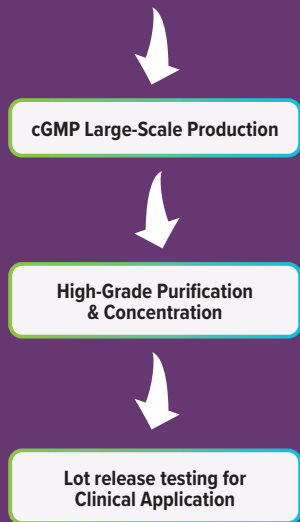 cGMP Large-Scale Production
High-Grade Purification
& Concentration
Lot release testing for
Clinical Application